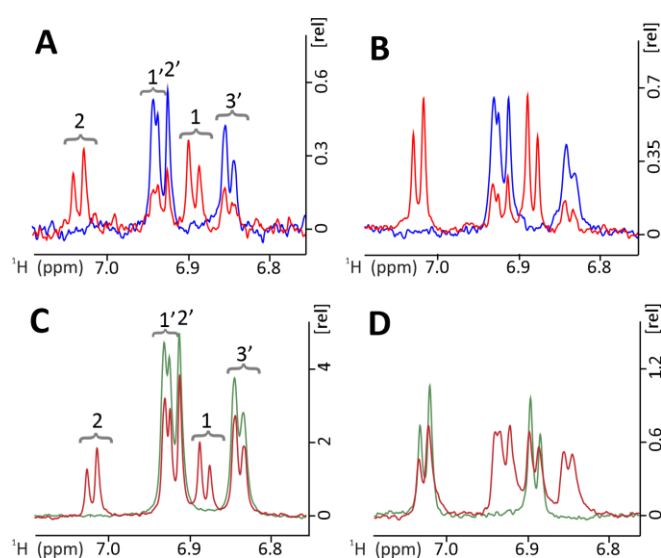 A
B
[rel]
[rel]
1’ 2’
1
3’
2
0.6
0.3
0
0.7
0.35
0
¹H (ppm) 7.0 6.9 6.8
¹H (ppm) 7.0 6.9 6.8
C
D
[rel]
[rel]
1’ 2’
3’
2
1
4
2
0
1.2
0.6
0
¹H (ppm) 7.0 6.9 6.8
¹H (ppm) 7.0 6.9 6.8